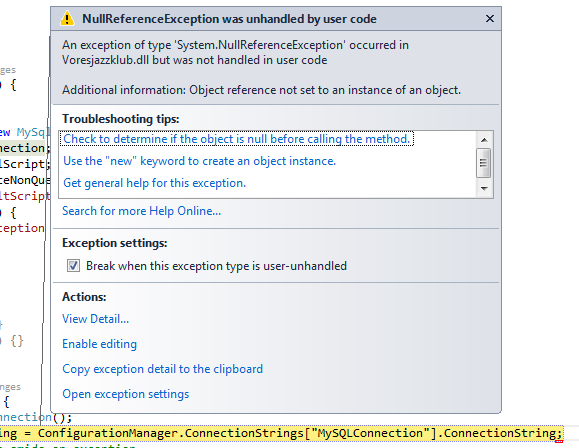 NullReferenceException was unhandled by user code
An exception of type 'System.NullReferenceException' occurred in
Voresjazzklub.dll but was not handled in user code
nges
) {
Additional information: Object reference not set to an instance of an object.
Troubleshooting tips:
ew MySql
Check to determine if the object is null before calling the method.
nection;
lScript;
Use the "new" keyword to create an object instance.
teNonQue
ltScript
Get general help for this exception.
) {
Search for more Help Online...
ception
Exception settings:
Break when this exception type is user-unhandled
Actions:
View Detail...
}
) {}
Enable editing
Copy exception detail to the clipboard
nges
Open exception settings
{
nnection();
ing = ConfigurationManager.ConnectionStrings["MySQLConnection"].ConnectionString;